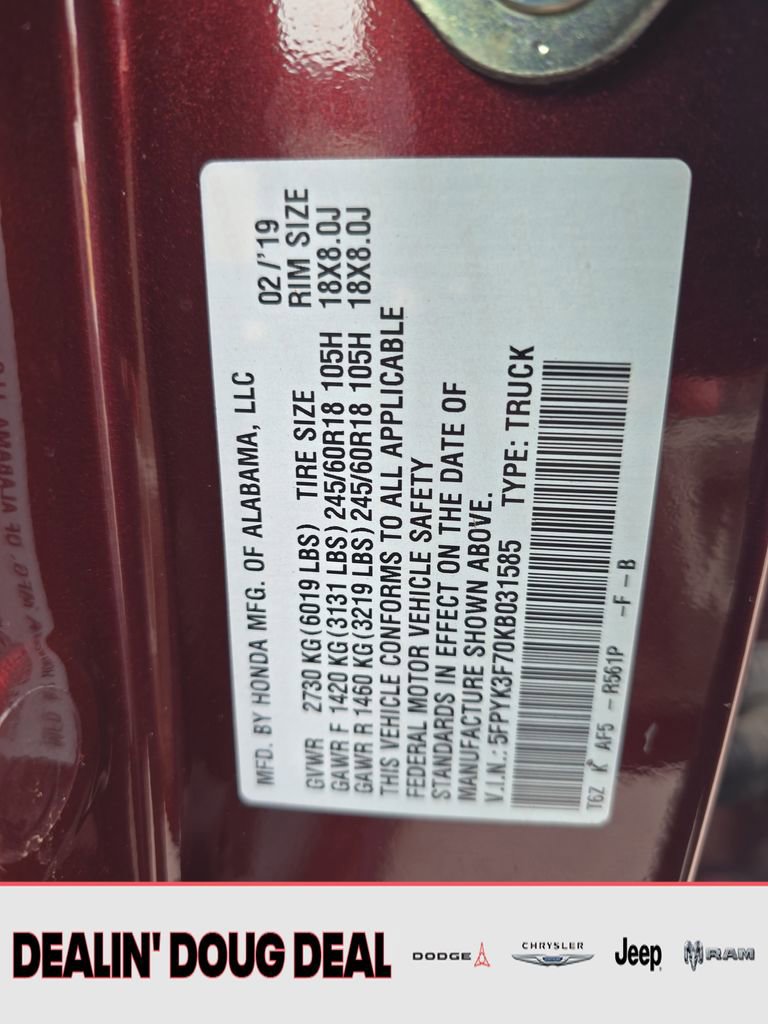 MFD. BY HONDA MFG. OF ALABAMA, LLC 02/'19
GVWR 2730 KG (6019 LBS) TIRE SIZE RIM SIZE
GAWR F 1420 KG (3131 LBS) 245/60R18 105H 18X8.0J
GAWR R 1460 KG (3219 LBS) 245/60R18 105H 18X8.0J
THIS VEHICLE CONFORMS TO ALL APPLICABLE
FEDERAL MOTOR VEHICLE SAFETY
STANDARDS IN EFFECT ON THE DATE OF
MANUFACTURE SHOWN ABOVE.
V.I.N.: 5FPYK3F70KB031585 TYPE: TRUCK
T6Z K AF5 - R561P -F-B
DEALIN' DOUG DEAL DODGE CHRYSLER Jeep RAM